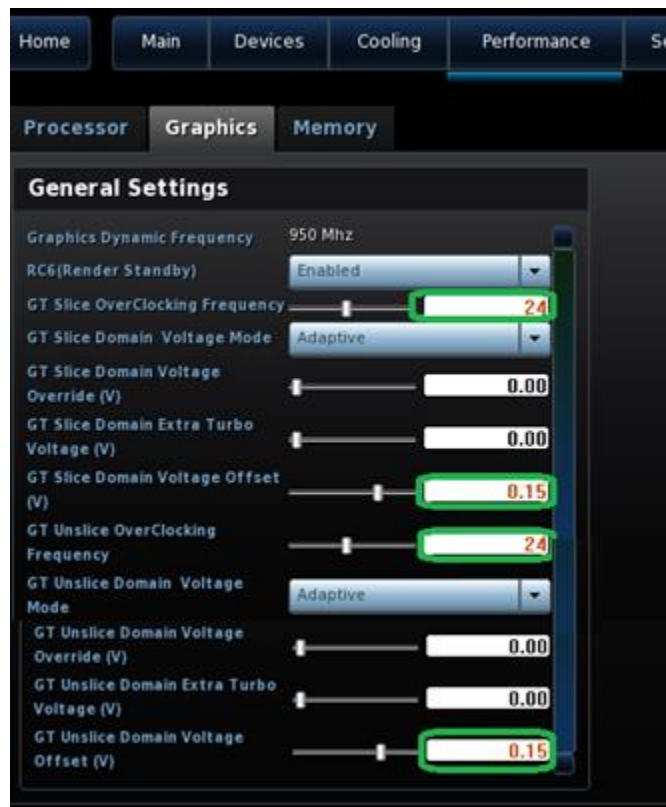 Home Main Devices Cooling Performance
Processor Graphics Memory
General Settings
Graphics Dynamic Frequency 950 Mhz
RC6(Render Standby) Enabled
GT Slice OverClocking Frequency 24
GT Slice Domain Voltage Mode Adaptive
GT Slice Domain Voltage
Override (V) 0.00
GT Slice Domain Extra Turbo
Voltage (V) 0.00
GT Slice Domain Voltage Offset
(V) 0.15
GT Unslice OverClocking
Frequency 24
GT Unslice Domain Voltage
Mode Adaptive
GT Unslice Domain Voltage
Override (V) 0.00
GT Unslice Domain Extra Turbo
Voltage (V) 0.00
GT Unslice Domain Voltage
Offset (V) 0.15